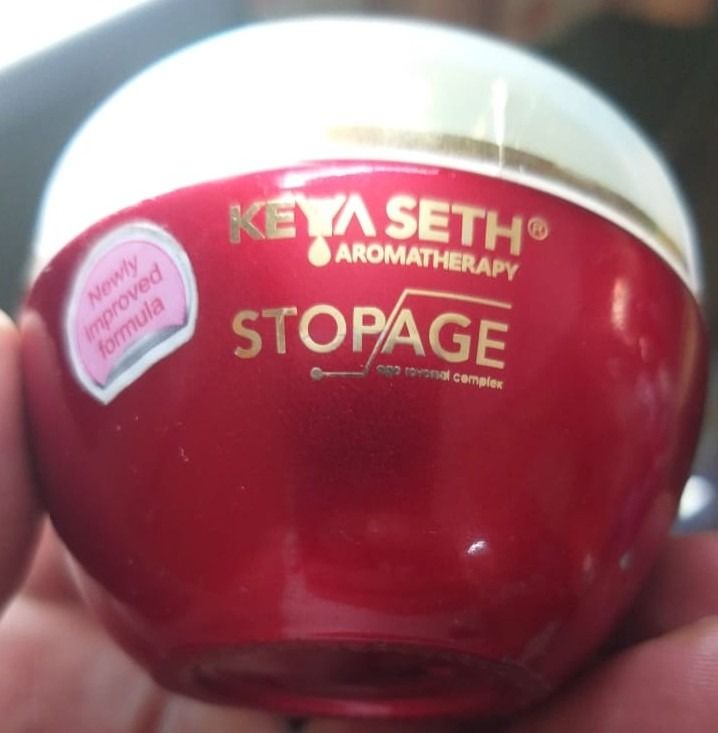 KEYA SETH®
AROMATHERAPY
Newly
improved
formula
STOPAGE
age reversal complex